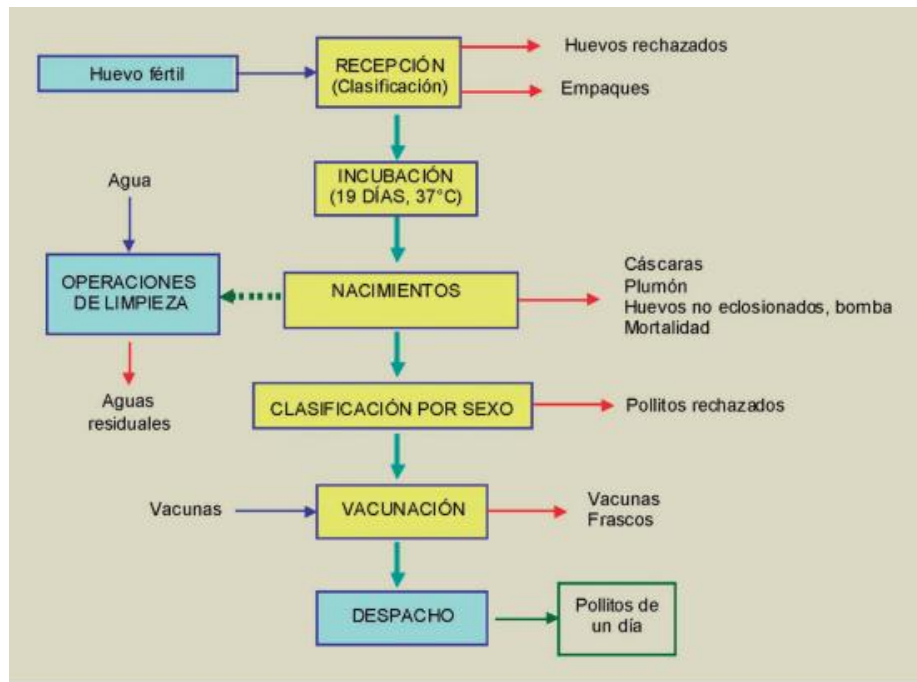 Huevo fértil
RECEPCIÓN
(Clasificación)
Huevos rechazados
Empaques
INCUBACIÓN
(19 DÍAS, 37°C)
Agua
OPERACIONES
DE LIMPIEZA
NACIMIENTOS
Cáscaras
Plumón
Huevos no eclosionados, bomba
Mortalidad
Aguas
residuales
CLASIFICACIÓN POR SEXO
Pollitos rechazados
Vacunas
VACUNACIÓN
Vacunas
Frascos
DESPACHO
Pollitos de
un día